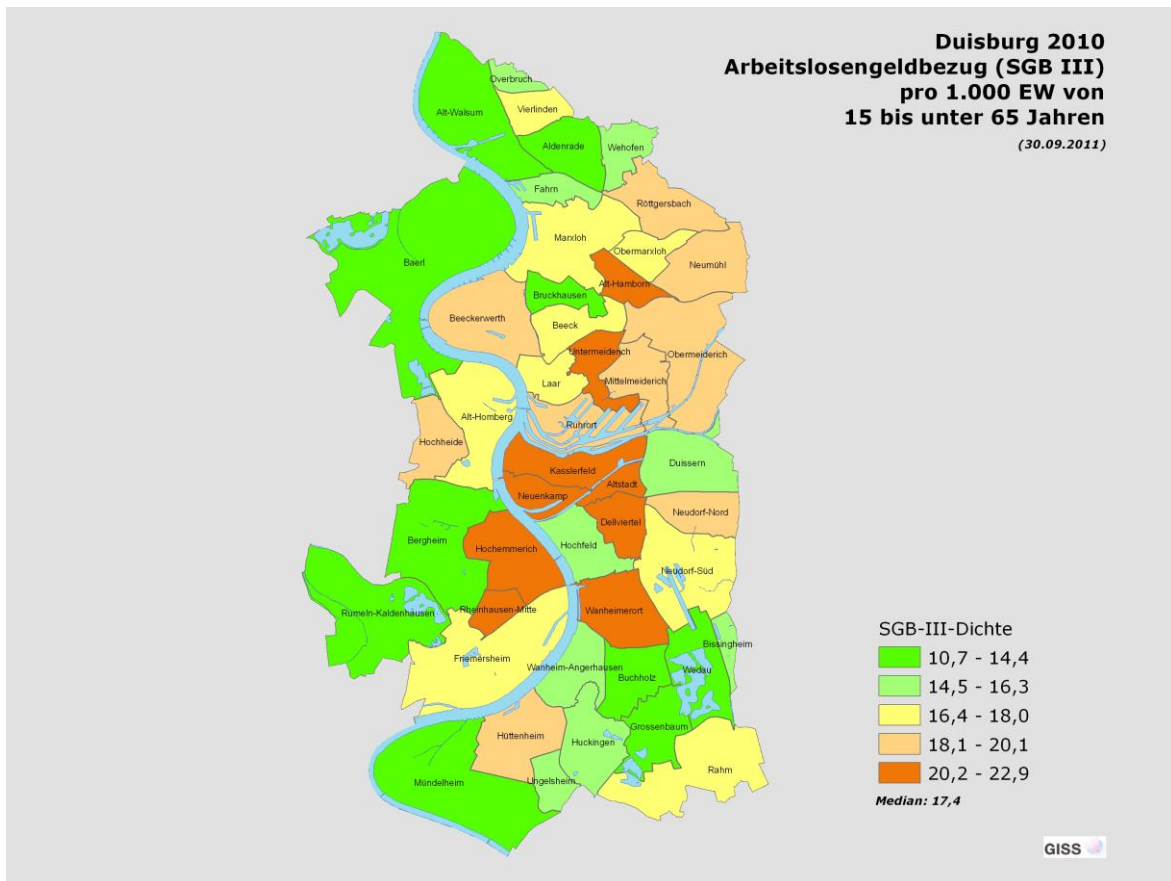 Duisburg 2010
Arbeitslosengeldbezug (SGB III)
pro 1.000 EW von
15 bis unter 65 Jahren
(30.09.2011)
Overbruch
Alt-Walsum
Vierlinden
Aldenrade
Wehofen
Fahrn
Röttgersbach
Marxloh
Obermarxloh
Neumühl
Baerl
Alt-Hamborn
Bruckhausen
Beeckerwerth
Beeck
Untermeiderich
Obermeiderich
Laar
Mittelmeiderich
Alt-Homberg
Ruhrort
Hochheide
Duissern
Kasslerfeld
Altstadt
Neuenkamp
Neudorf-Nord
Dellviertel
Bergheim
Hochemmerich
Hochfeld
Neudorf-Süd
Rumeln-Kaldenhausen
Rheinhausen-Mitte
Wanheimerort
Bissingheim
Friemersheim
Wanheim-Angerhausen
Wedau
Buchholz
Grossenbaum
Hüttenheim
Huckingen
Rahm
Mündelheim
Ungelsheim
SGB-III-Dichte
10,7 - 14,4
14,5 - 16,3
16,4 - 18,0
18,1 - 20,1
20,2 - 22,9
Median: 17,4
GISS